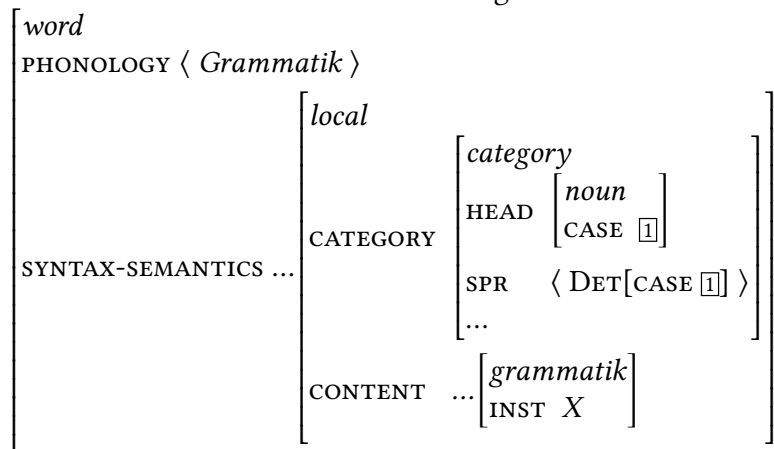 word
PHONOLOGY ⟨ Grammatik ⟩
local
category
HEAD [noun
CASE 1]
CATEGORY
SYNTAX-SEMANTICS ...
SPR ⟨ DET[CASE 1] ⟩
...
CONTENT ... [grammatik
INST X]